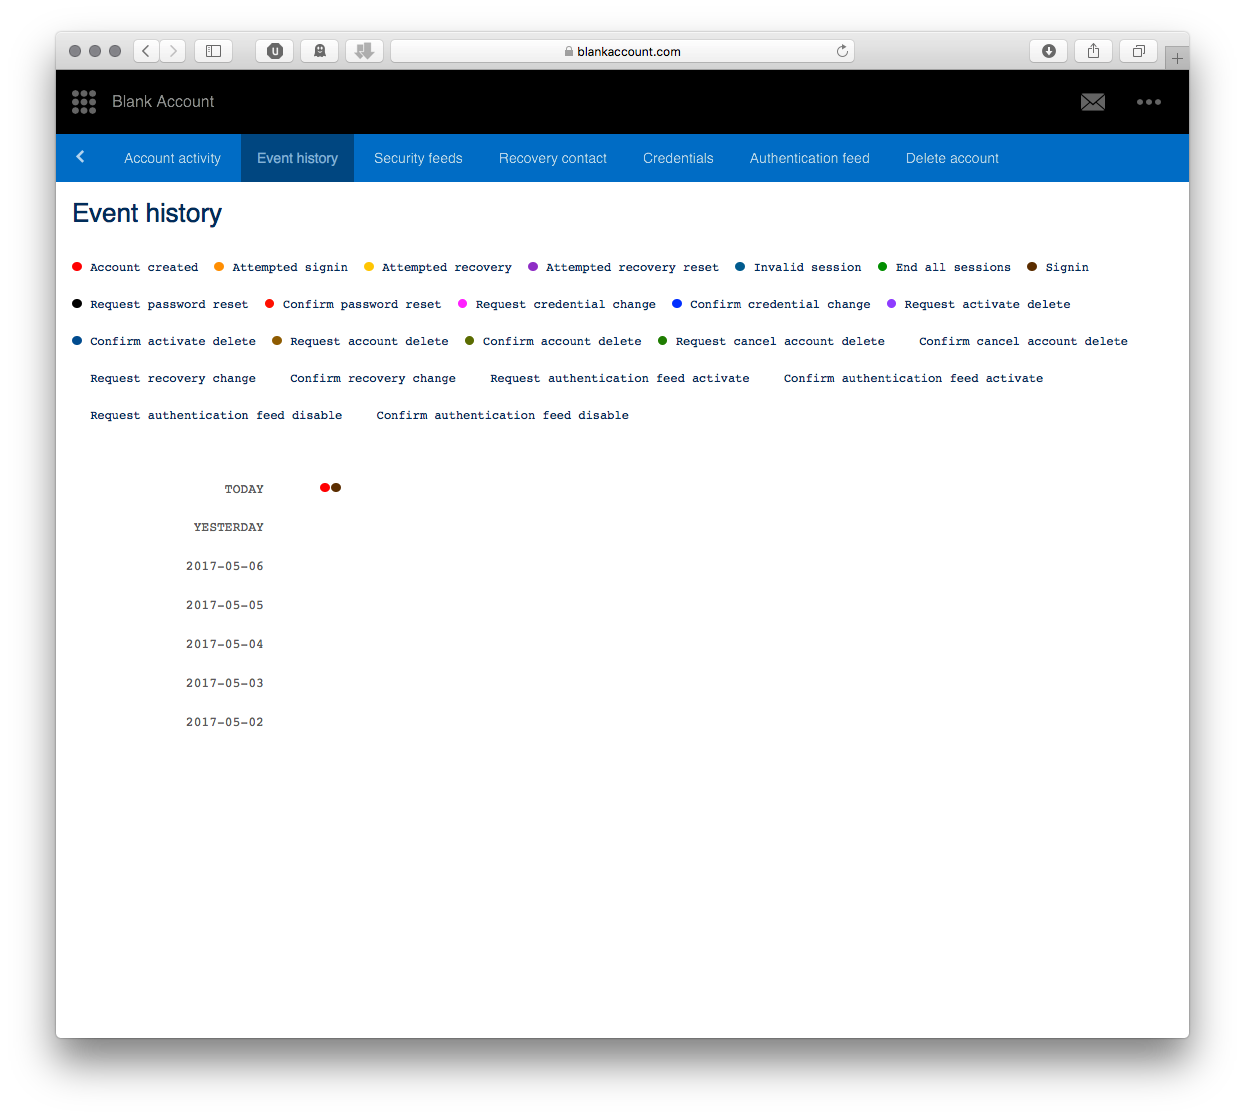 blankaccount.com
Blank Account
Account activity Event history Security feeds Recovery contact Credentials Authentication feed Delete account
Event history
Account created Attempted signin Attempted recovery Attempted recovery reset Invalid session End all sessions Signin
Request password reset Confirm password reset Request credential change Confirm credential change Request activate delete
Confirm activate delete Request account delete Confirm account delete Request cancel account delete Confirm cancel account delete
Request recovery change Confirm recovery change Request authentication feed activate Confirm authentication feed activate
Request authentication feed disable Confirm authentication feed disable
TODAY
YESTERDAY
2017-05-06
2017-05-05
2017-05-04
2017-05-03
2017-05-02